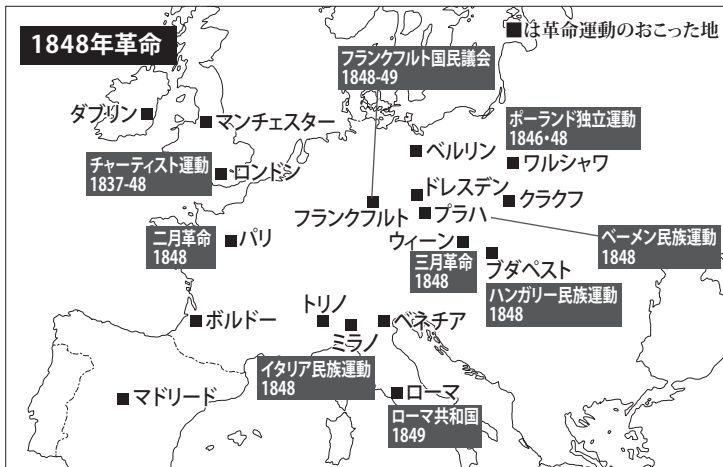 1848年革命
■は革命運動のおこった地
フランクフルト国民議会
1848-49
ダブリン
マンチェスター
ポーランド独立運動
1846・48
ベルリン
ワルシャワ
チャーティスト運動
1837-48
ロンドン
ドレスデン
クラクフ
フランクフルト
プラハ
二月革命
1848
パリ
ウィーン
三月革命
1848
ベーメン民族運動
1848
ブダペスト
ハンガリー民族運動
1848
ボルドー
トリノ
ミラノ
ベネチア
イタリア民族運動
1848
マドリード
ローマ
ローマ共和国
1849